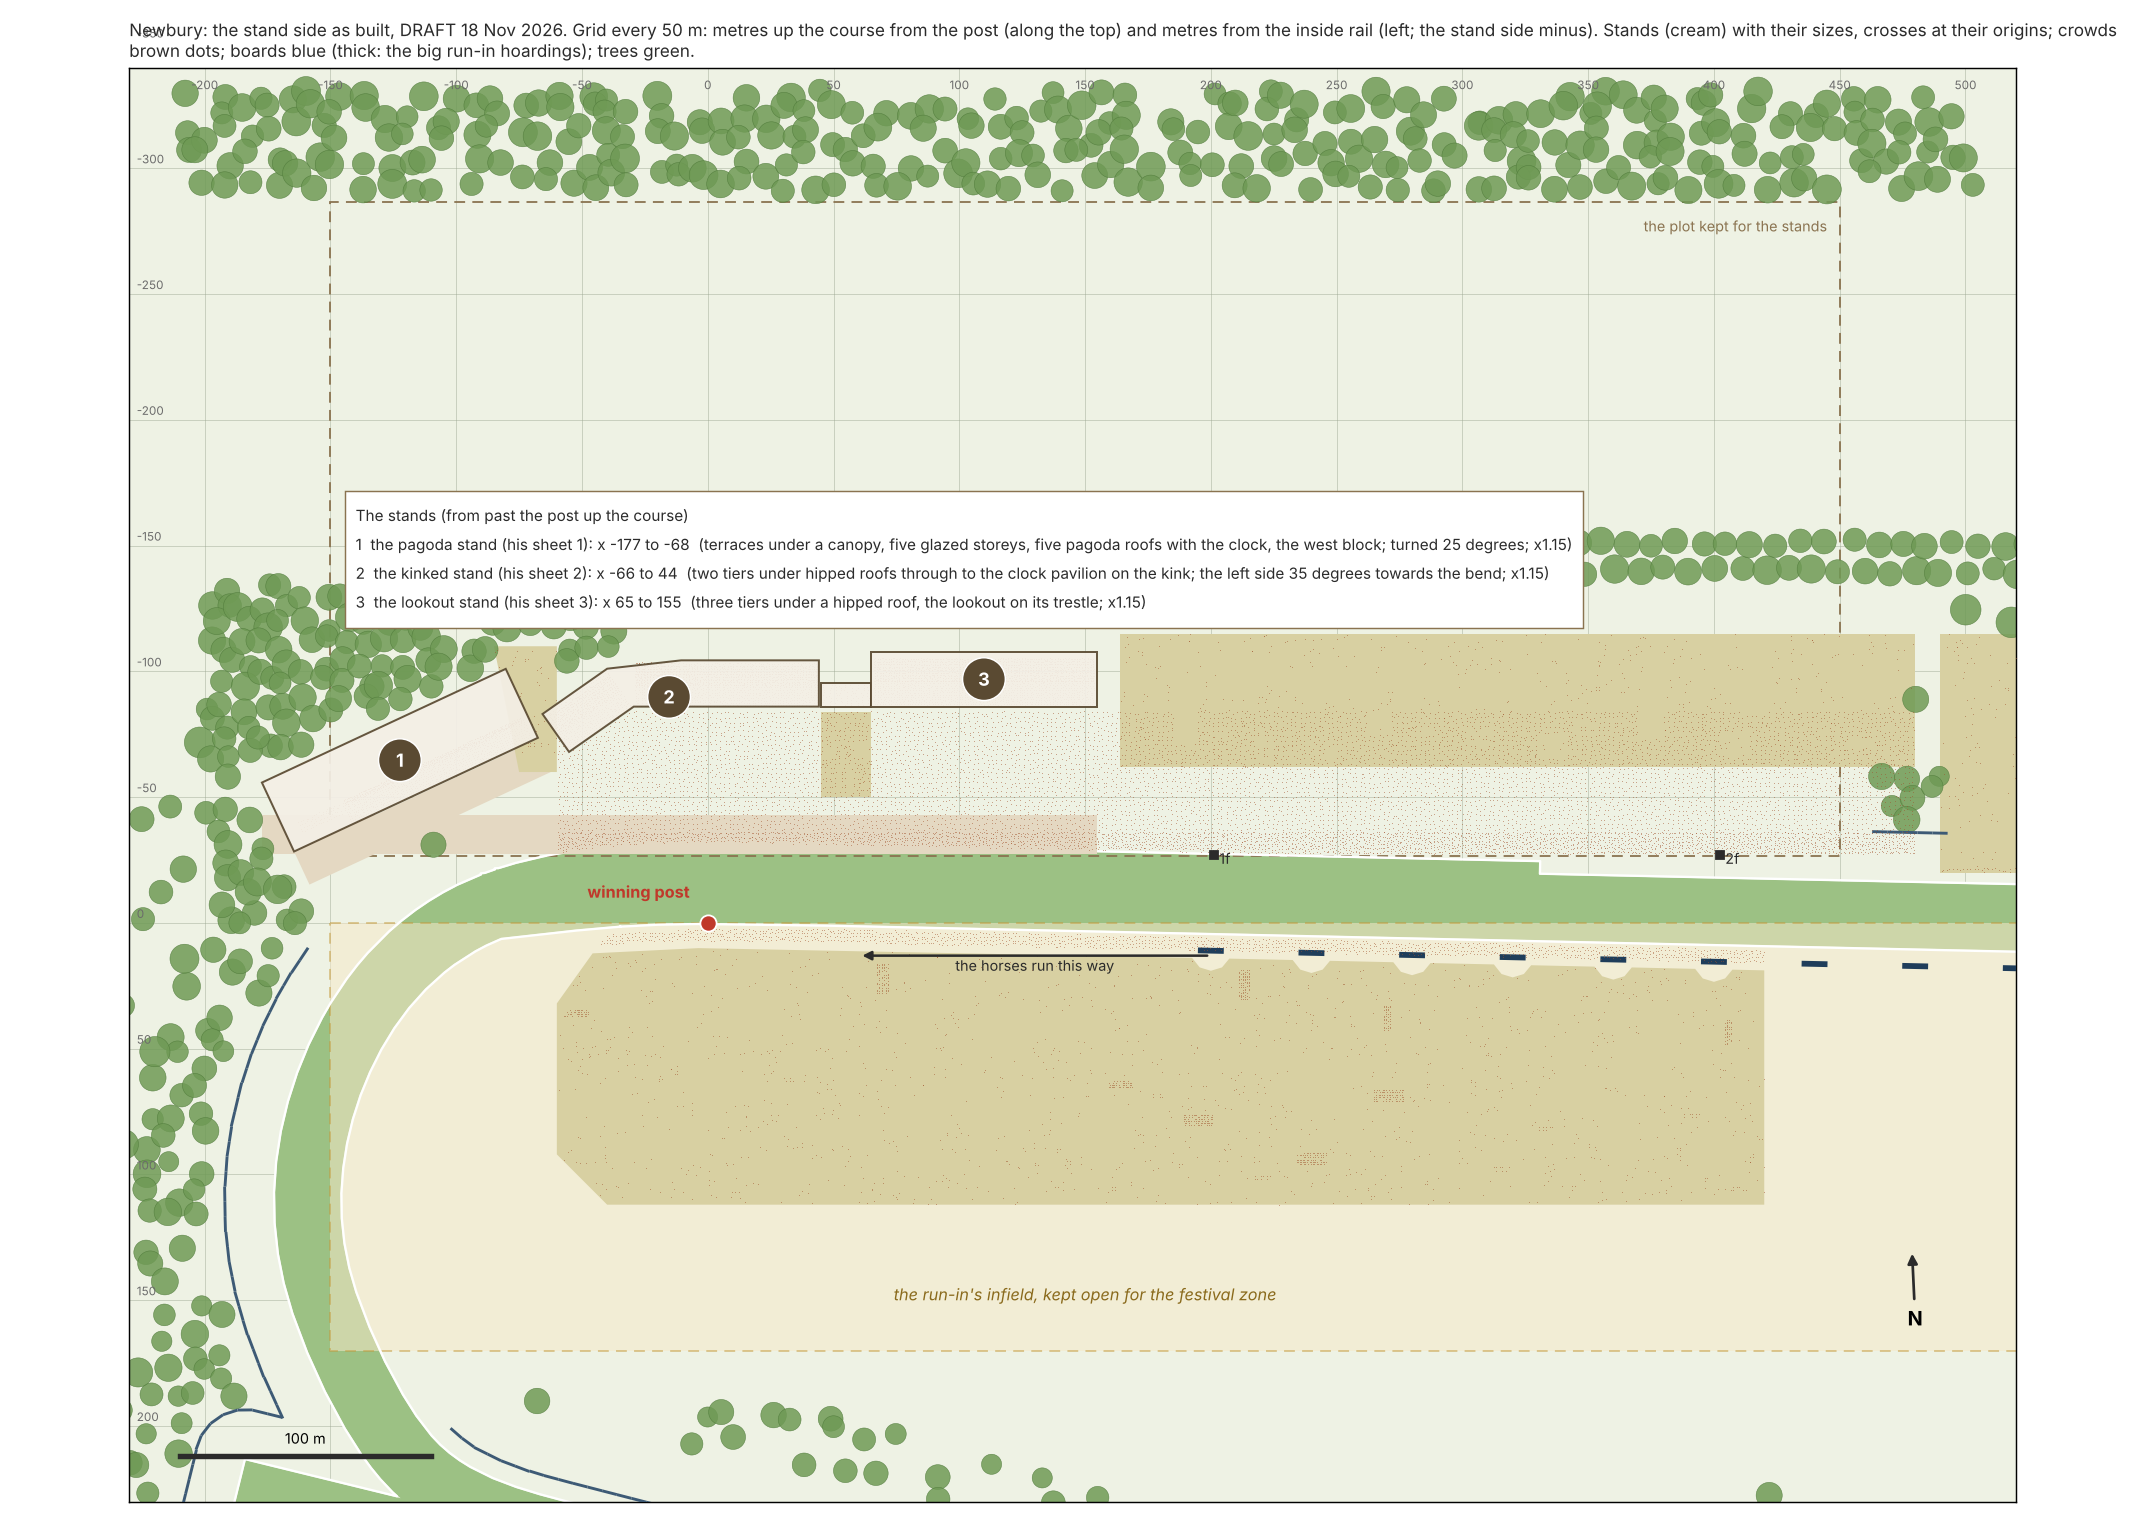 Newbury: the stand side as built, DRAFT 18 Nov 2026. Grid every 50 m: metres up the course from the post (along the top) and metres from the inside rail (left; the stand side minus). Stands (cream) with their sizes, crosses at their origins; crowds
brown dots; boards blue (thick: the big run-in hoardings); trees green.
-200 -150 -100 -50 0 50 100 150 200 250 300 350 400 450 500
-300
the plot kept for the stands
-250
-200
The stands (from past the post up the course)
-150
1 the pagoda stand (his sheet 1): x -177 to -68 (terraces under a canopy, five glazed storeys, five pagoda roofs with the clock, the west block; turned 25 degrees; x1.15)
2 the kinked stand (his sheet 2): x -66 to 44 (two tiers under hipped roofs through to the clock pavilion on the kink; the left side 35 degrees towards the bend; x1.15)
3 the lookout stand (his sheet 3): x 65 to 155 (three tiers under a hipped roof, the lookout on its trestle; x1.15)
-100
3
2
1
-50
1f
2f
winning post
0
the horses run this way
50
100
150
the run-in's infield, kept open for the festival zone
N
200
100 m